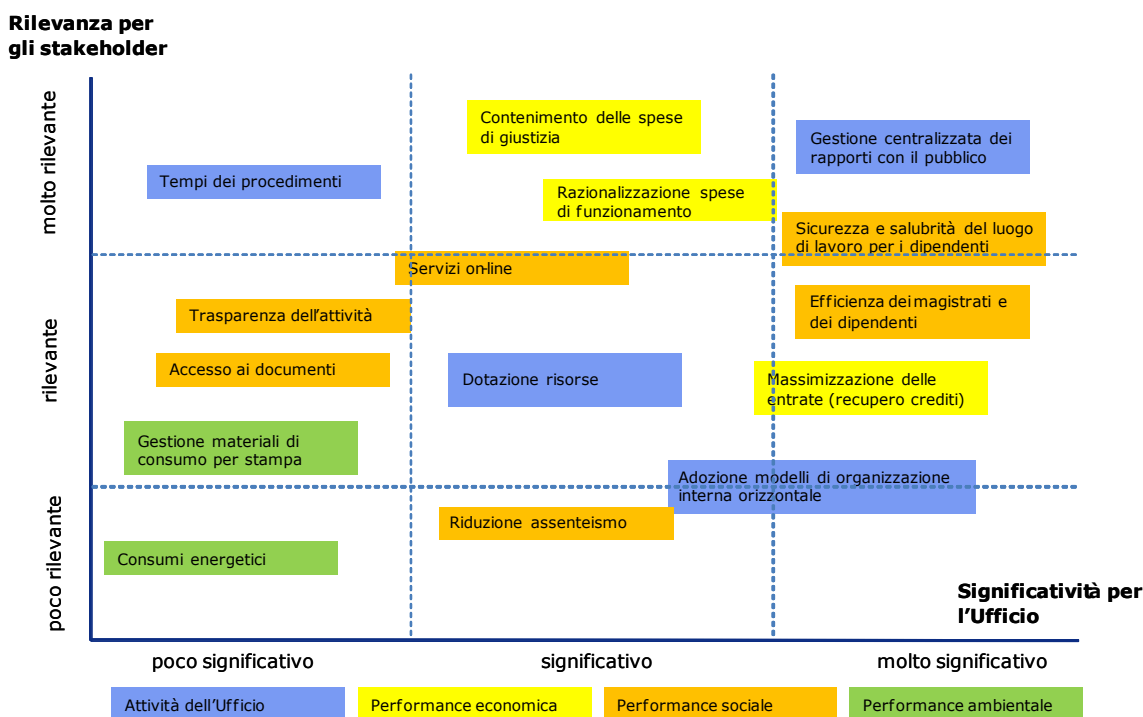 Rilevanza per
gli stakeholder
molto rilevante
rilevante
poco rilevante
Contenimento delle spese
di giustizia
Gestione centralizzata dei
rapporti con il pubblico
Tempi dei procedimenti
Razionalizzazione spese
di funzionamento
Sicurezza e salubrità del luogo
di lavoro per i dipendenti
Servizi on-line
Trasparenza dell'attività
Efficienza dei magistrati e
dei dipendenti
Accesso ai documenti
Dotazione risorse
Massimizzazione delle
entrate (recupero crediti)
Gestione materiali di
consumo per stampa
Adozione modelli di organizzazione
interna orizzontale
Riduzione assenteismo
Consumi energetici
Significatività per
l'Ufficio
poco significativo
significativo
molto significativo
Attività dell'Ufficio
Performance economica
Performance sociale
Performance ambientale